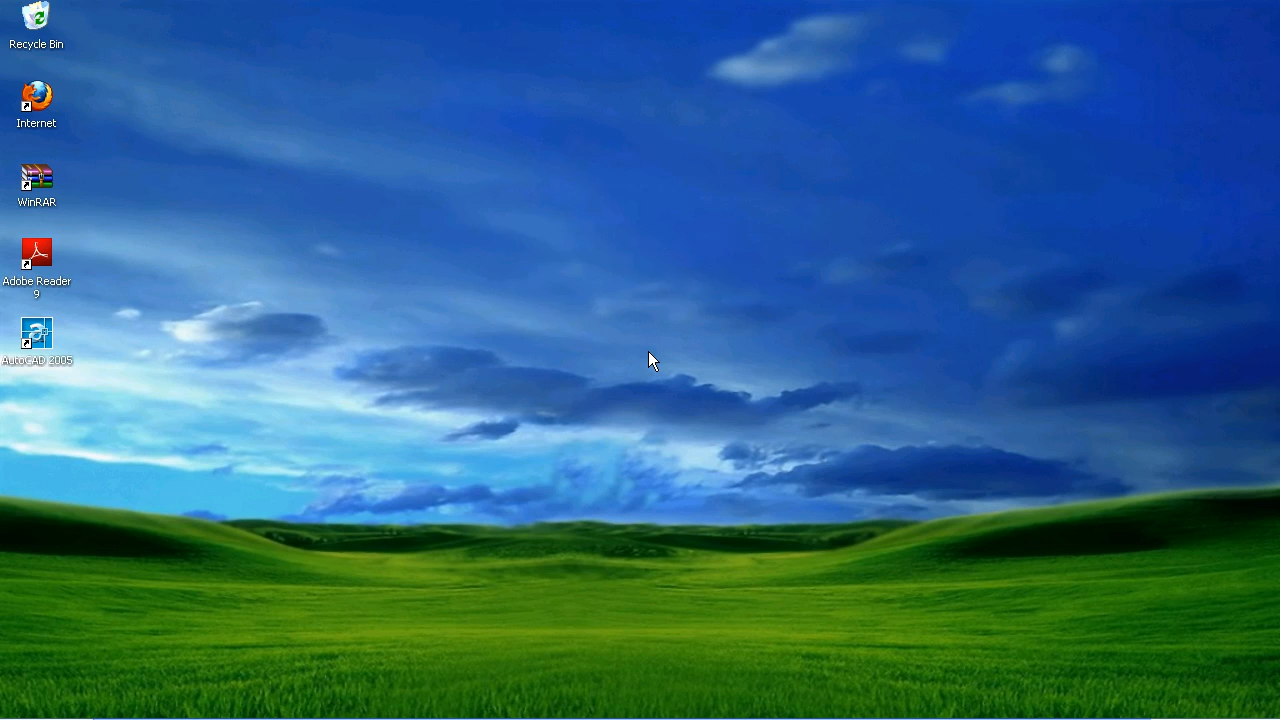 Recycle Bin
Internet
WinRAR
Adobe Reader
9
AutoCAD 2005